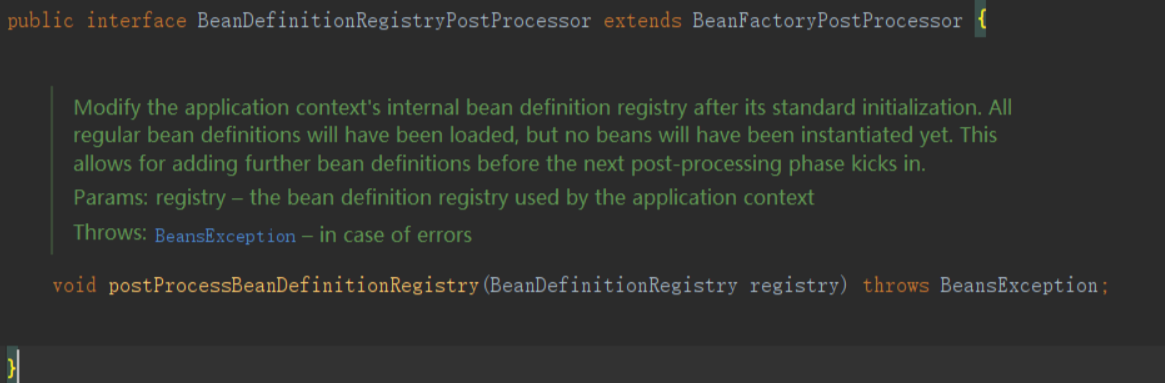 public interface BeanDefinitionRegistryPostProcessor extends BeanFactoryPostProcessor {
Modify the application context's internal bean definition registry after its standard initialization. All
regular bean definitions will have been loaded, but no beans will have been instantiated yet. This
allows for adding further bean definitions before the next post-processing phase kicks in.
Params: registry – the bean definition registry used by the application context
Throws: BeansException – in case of errors
void postProcessBeanDefinitionRegistry(BeanDefinitionRegistry registry) throws BeansException;
}